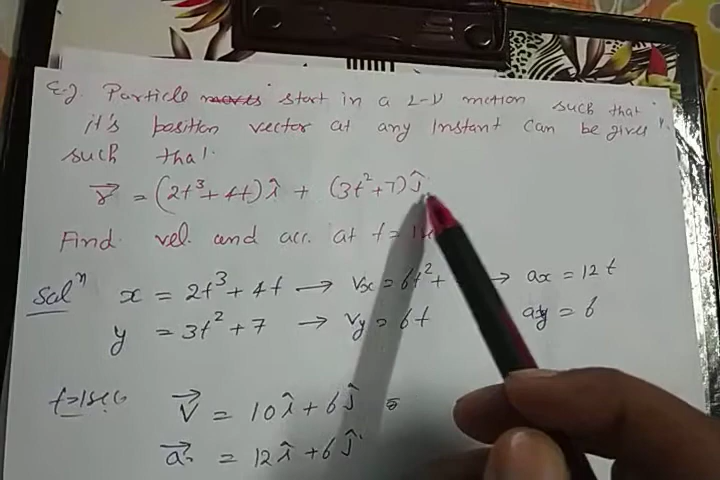 E.g. Particle moves start in a 2-D motion such that
it's position vector at any instant can be given
such that
r⃗ = (2t³+4t)î + (3t²+7)ĵ
Find vel. and acc. at t=1
Solⁿ x = 2t³+4t → Vx = 6t²+ → ax = 12t
y = 3t²+7 → Vy = 6t ay = 6
t=1sec V⃗ = 10î+6ĵ
a⃗ = 12î+6ĵ